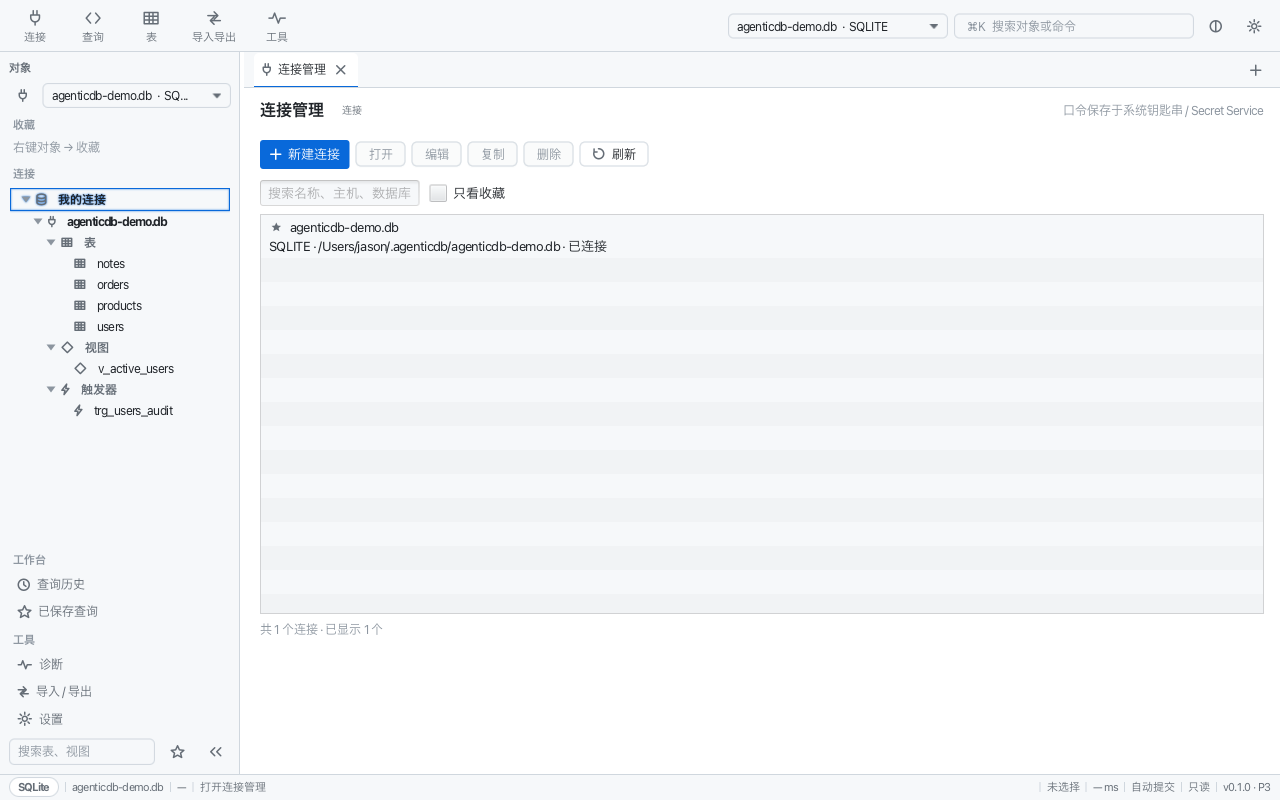 连接
查询
表
导入导出
工具
agenticdb-demo.db · SQLITE
⌘K 搜索对象或命令
对象
agenticdb-demo.db · SQ...
收藏
右键对象 → 收藏
连接
我的连接
agenticdb-demo.db
表
notes
orders
products
users
视图
v_active_users
触发器
trg_users_audit
工作台
查询历史
已保存查询
工具
诊断
导入 / 导出
设置
搜索表、视图
连接管理
连接管理
连接
口令保存于系统钥匙串 / Secret Service
新建连接
打开
编辑
复制
删除
刷新
搜索名称、主机、数据库
只看收藏
★ agenticdb-demo.db
SQLITE · /Users/jason/.agenticdb/agenticdb-demo.db · 已连接
共 1 个连接 · 已显示 1 个
SQLite
agenticdb-demo.db
—
打开连接管理
未选择
— ms
自动提交
只读
v0.1.0 · P3